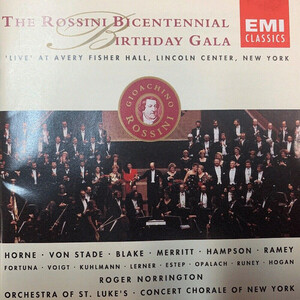 THE ROSSINI BICENTENNIAL
BIRTHDAY GALA
EMI
CLASSICS
'LIVE' AT AVERY FISHER HALL, LINCOLN CENTER, NEW YORK
GIOACHINO
ROSSINI
HORNE · VON STADE · BLAKE · MERRITT · HAMPSON · RAMEY
FORTUNA · VOIGT · KUHLMANN · LERNER · ESTEP · OPALACH · RUNEY · HOGAN
ROGER NORRINGTON
ORCHESTRA OF ST. LUKE'S · CONCERT CHORALE OF NEW YORK